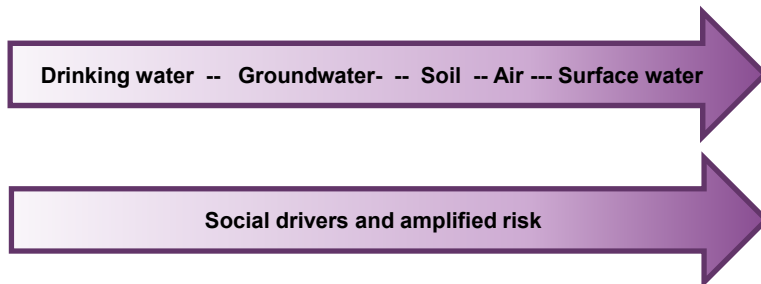 Drinking water -- Groundwater- -- Soil -- Air --- Surface water
Social drivers and amplified risk